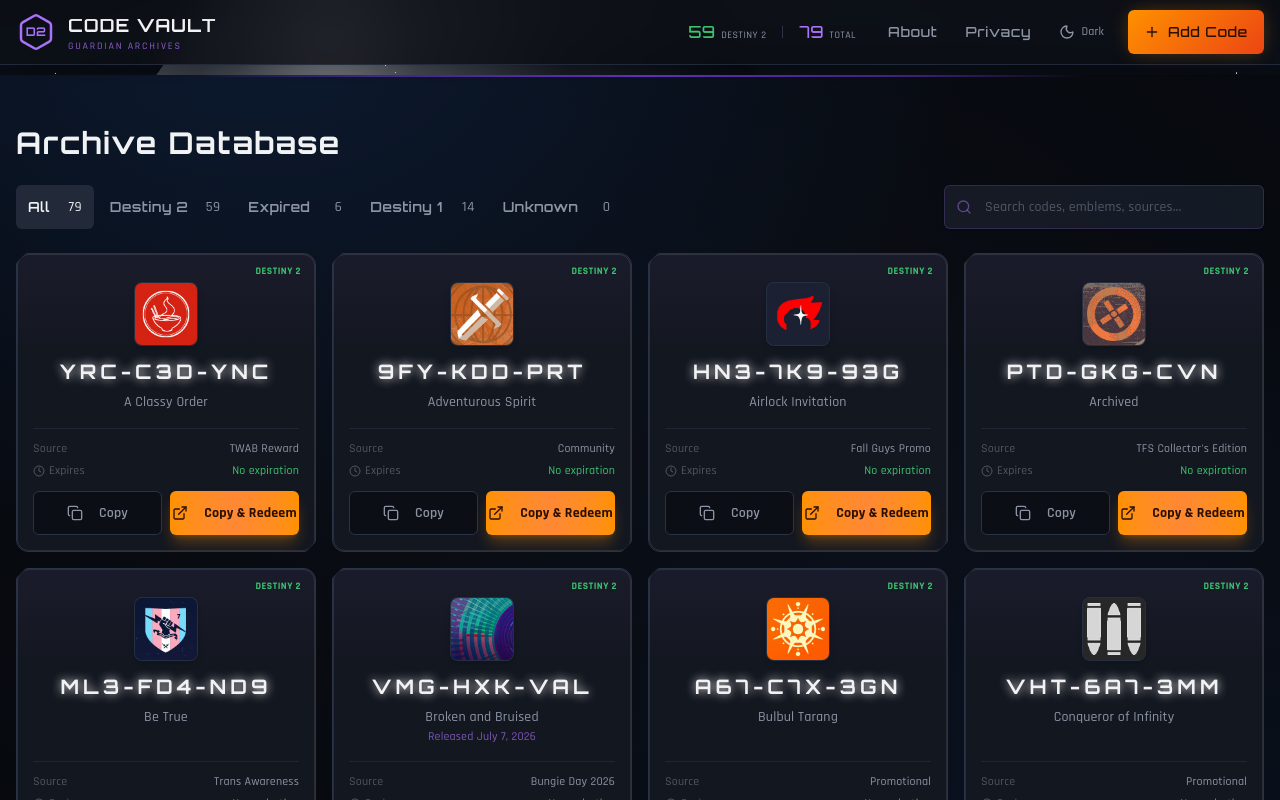 D2
CODE VAULT
GUARDIAN ARCHIVES
59 DESTINY 2
79 TOTAL
About
Privacy
Dark
+ Add Code
Archive Database
All 79
Destiny 2 59
Expired 6
Destiny 1 14
Unknown 0
Search codes, emblems, sources...
DESTINY 2
YRC-C3D-YNC
A Classy Order
Source TWAB Reward
Expires No expiration
Copy
Copy & Redeem
DESTINY 2
9FY-KDD-PRT
Adventurous Spirit
Source Community
Expires No expiration
Copy
Copy & Redeem
DESTINY 2
HN3-7K9-93G
Airlock Invitation
Source Fall Guys Promo
Expires No expiration
Copy
Copy & Redeem
DESTINY 2
PTD-GKG-CVN
Archived
Source TFS Collector's Edition
Expires No expiration
Copy
Copy & Redeem
DESTINY 2
7
ML3-FD4-ND9
Be True
Source Trans Awareness
DESTINY 2
VMG-HXK-VAL
Broken and Bruised
Released July 7, 2026
Source Bungie Day 2026
DESTINY 2
A67-C7X-3GN
Bulbul Tarang
Source Promotional
DESTINY 2
VHT-6A7-3MM
Conqueror of Infinity
Source Promotional